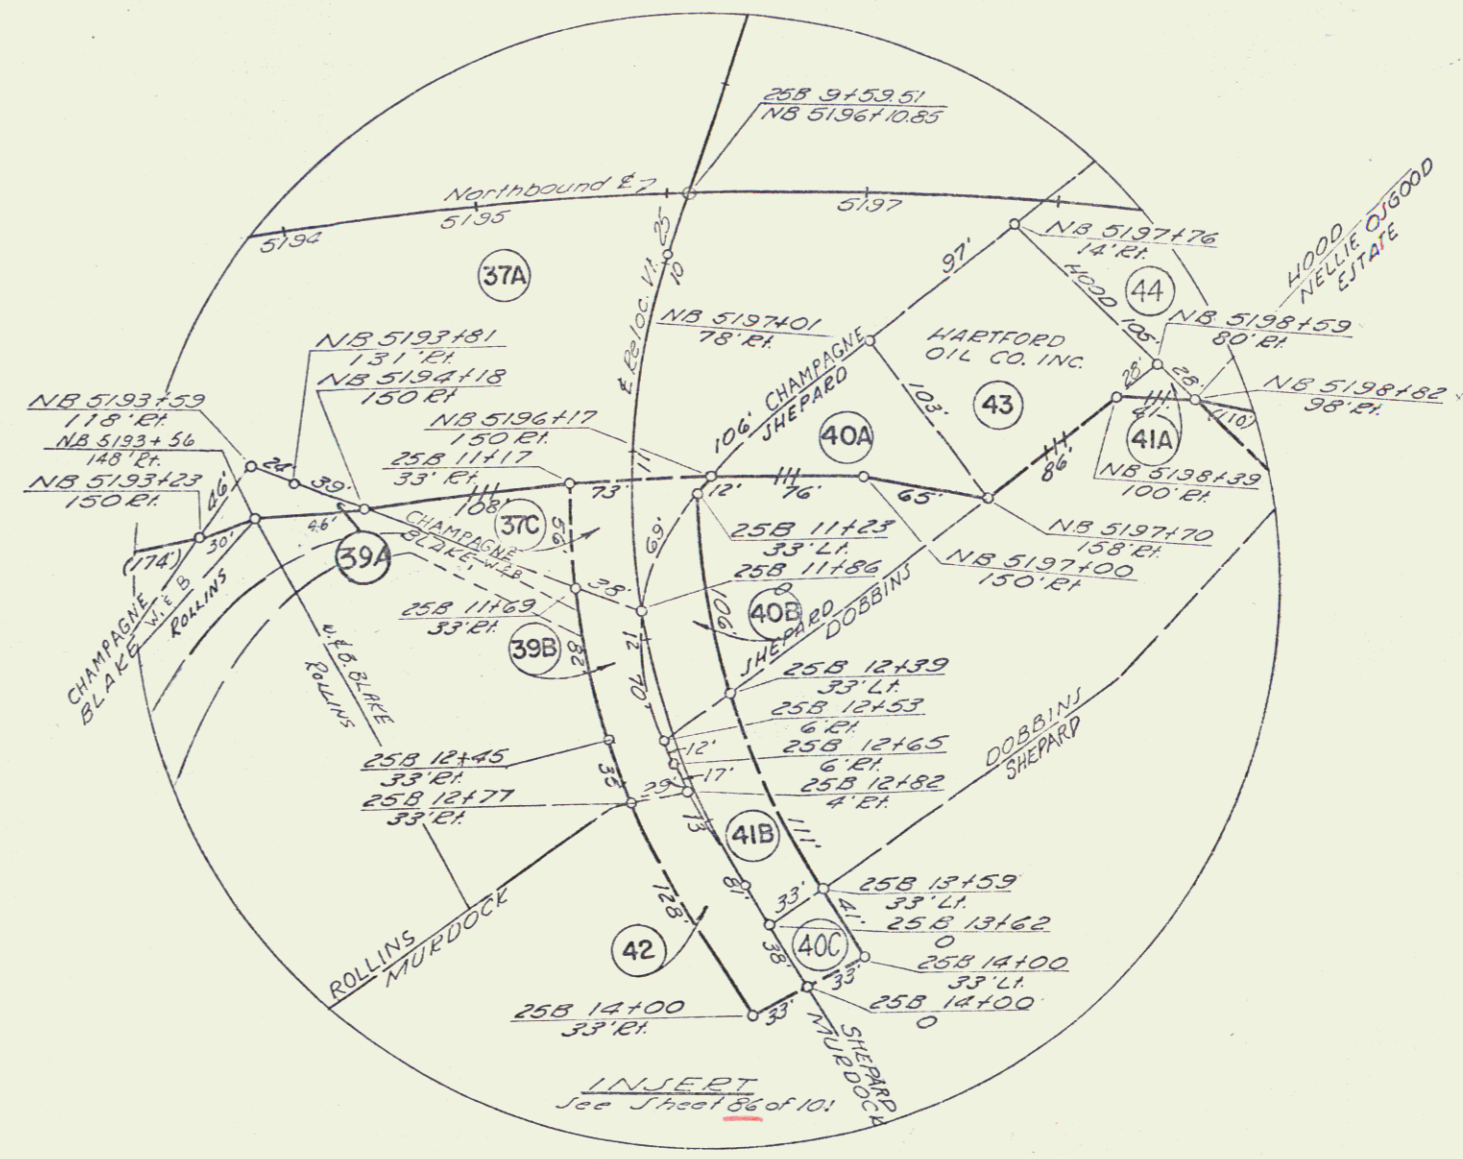 25B 9+59.51
NB 5196+10.85
Northbound ℄
5194
5195
5197
25
10
℄ Reloc. Vt.
11
37A
97'
NB 5197+76
14' Rt.
HOOD
NELLIE OSGOOD
ESTATE
44
HOOD 105'
NB 5193+81
131' Rt.
NB 5194+18
150 Rt.
NB 5197+01
78' Rt.
HARTFORD
OIL CO. INC.
NB 5198+59
80' Rt.
NB 5193+59
118' Rt.
NB 5193+56
148' Rt.
NB 5193+23
150 Rt.
NB 5196+17
150 Rt.
25B 11+17
33' Rt.
106' CHAMPAGNE
SHEPARD
103'
43
40A
28'
28'
41'
(110')
NB 5198+82
98' Rt.
41A
86'
NB 5198+39
100' Rt.
24'
39'
46'
30'
46'
(174')
108'
73'
12'
76'
65'
37C
56'
39A
CHAMPAGNE
BLAKE, W.&B.
69'
25B 11+23
33' Lt.
25B 11+86
0
NB 5197+70
158' Rt.
NB 5197+00
150' Rt.
CHAMPAGNE
BLAKE W.&B
ROLLINS
W.&B. BLAKE
ROLLINS
25B 11+69
33' Rt.
38'
39B
82'
12
70'
106'
40B
SHEPARD
DOBBINS
25B 12+39
33' Lt.
25B 12+53
6' Rt.
25B 12+65
6' Rt.
25B 12+82
4' Rt.
25B 12+45
33' Rt.
25B 12+77
33' Rt.
35'
29'
12'
17'
13
DOBBINS
SHEPARD
41B
111'
81'
33'
128'
25B 13+59
33' Lt.
25B 13+62
0
41'
42
38'
40C
25B 14+00
33' Lt.
25B 14+00
0
ROLLINS
MURDOCK
25B 14+00
33' Rt.
33'
33'
SHEPARD
MURDOCK
INSERT
See Sheet 86 of 101